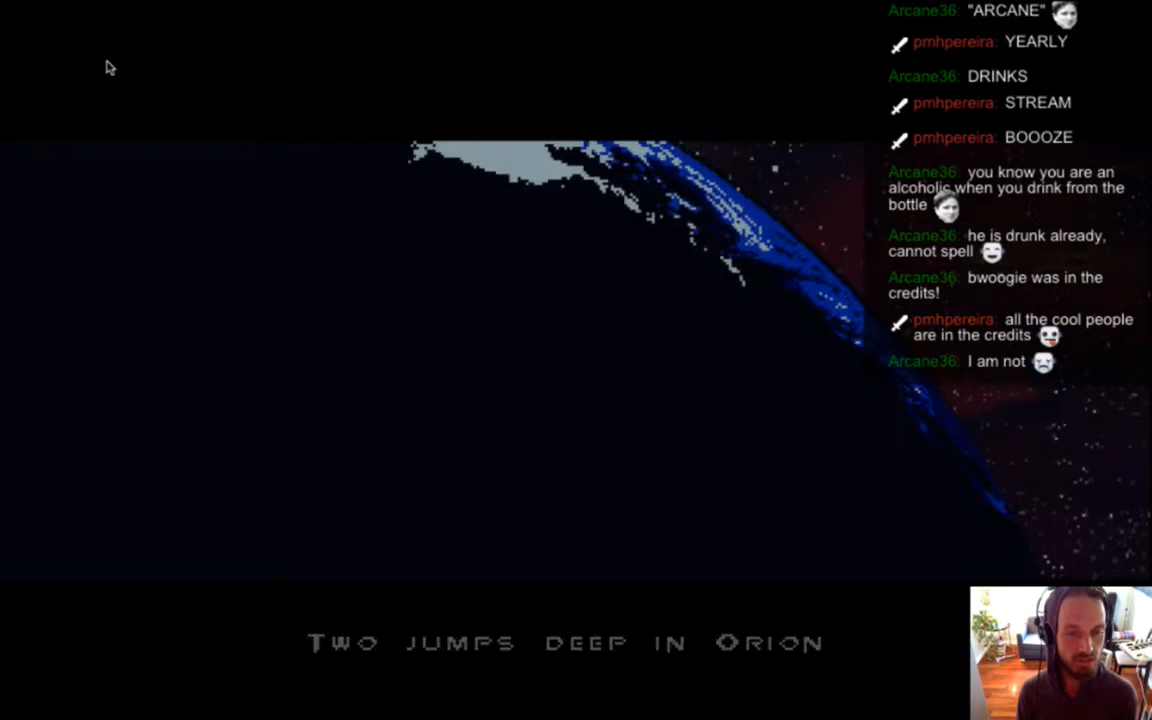 Arcane36: "ARCANE"
pmhpereira: YEARLY
Arcane36: DRINKS
pmhpereira: STREAM
pmhpereira: BOOOZE
Arcane36: you know you are an
alcoholic when you drink from the
bottle
Arcane36: he is drunk already,
cannot spell
Arcane36: bwoogie was in the
credits!
pmhpereira: all the cool people
are in the credits
Arcane36: I am not
Two jumps deep in Orion